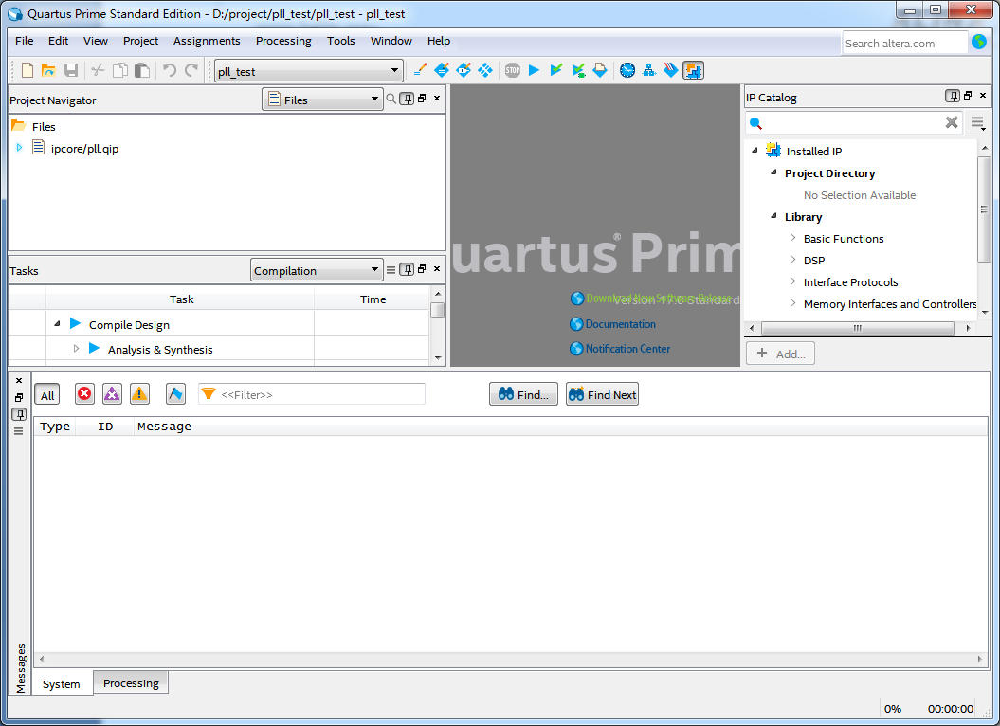 Quartus Prime Standard Edition - D:/project/pll_test/pll_test - pll_test
File Edit View Project Assignments Processing Tools Window Help
Search altera.com
pll_test
STOP
Project Navigator
Files
Files
ipcore/pll.qip
Tasks
Compilation
Task Time
Compile Design
Analysis & Synthesis
uartus® Prim
Download New Software Release
Version 17.0 Standard
Documentation
Notification Center
IP Catalog
Installed IP
Project Directory
No Selection Available
Library
Basic Functions
DSP
Interface Protocols
Memory Interfaces and Controllers
+ Add...
All
<<Filter>>
Find...
Find Next
Type ID Message
Messages
System Processing
0% 00:00:00